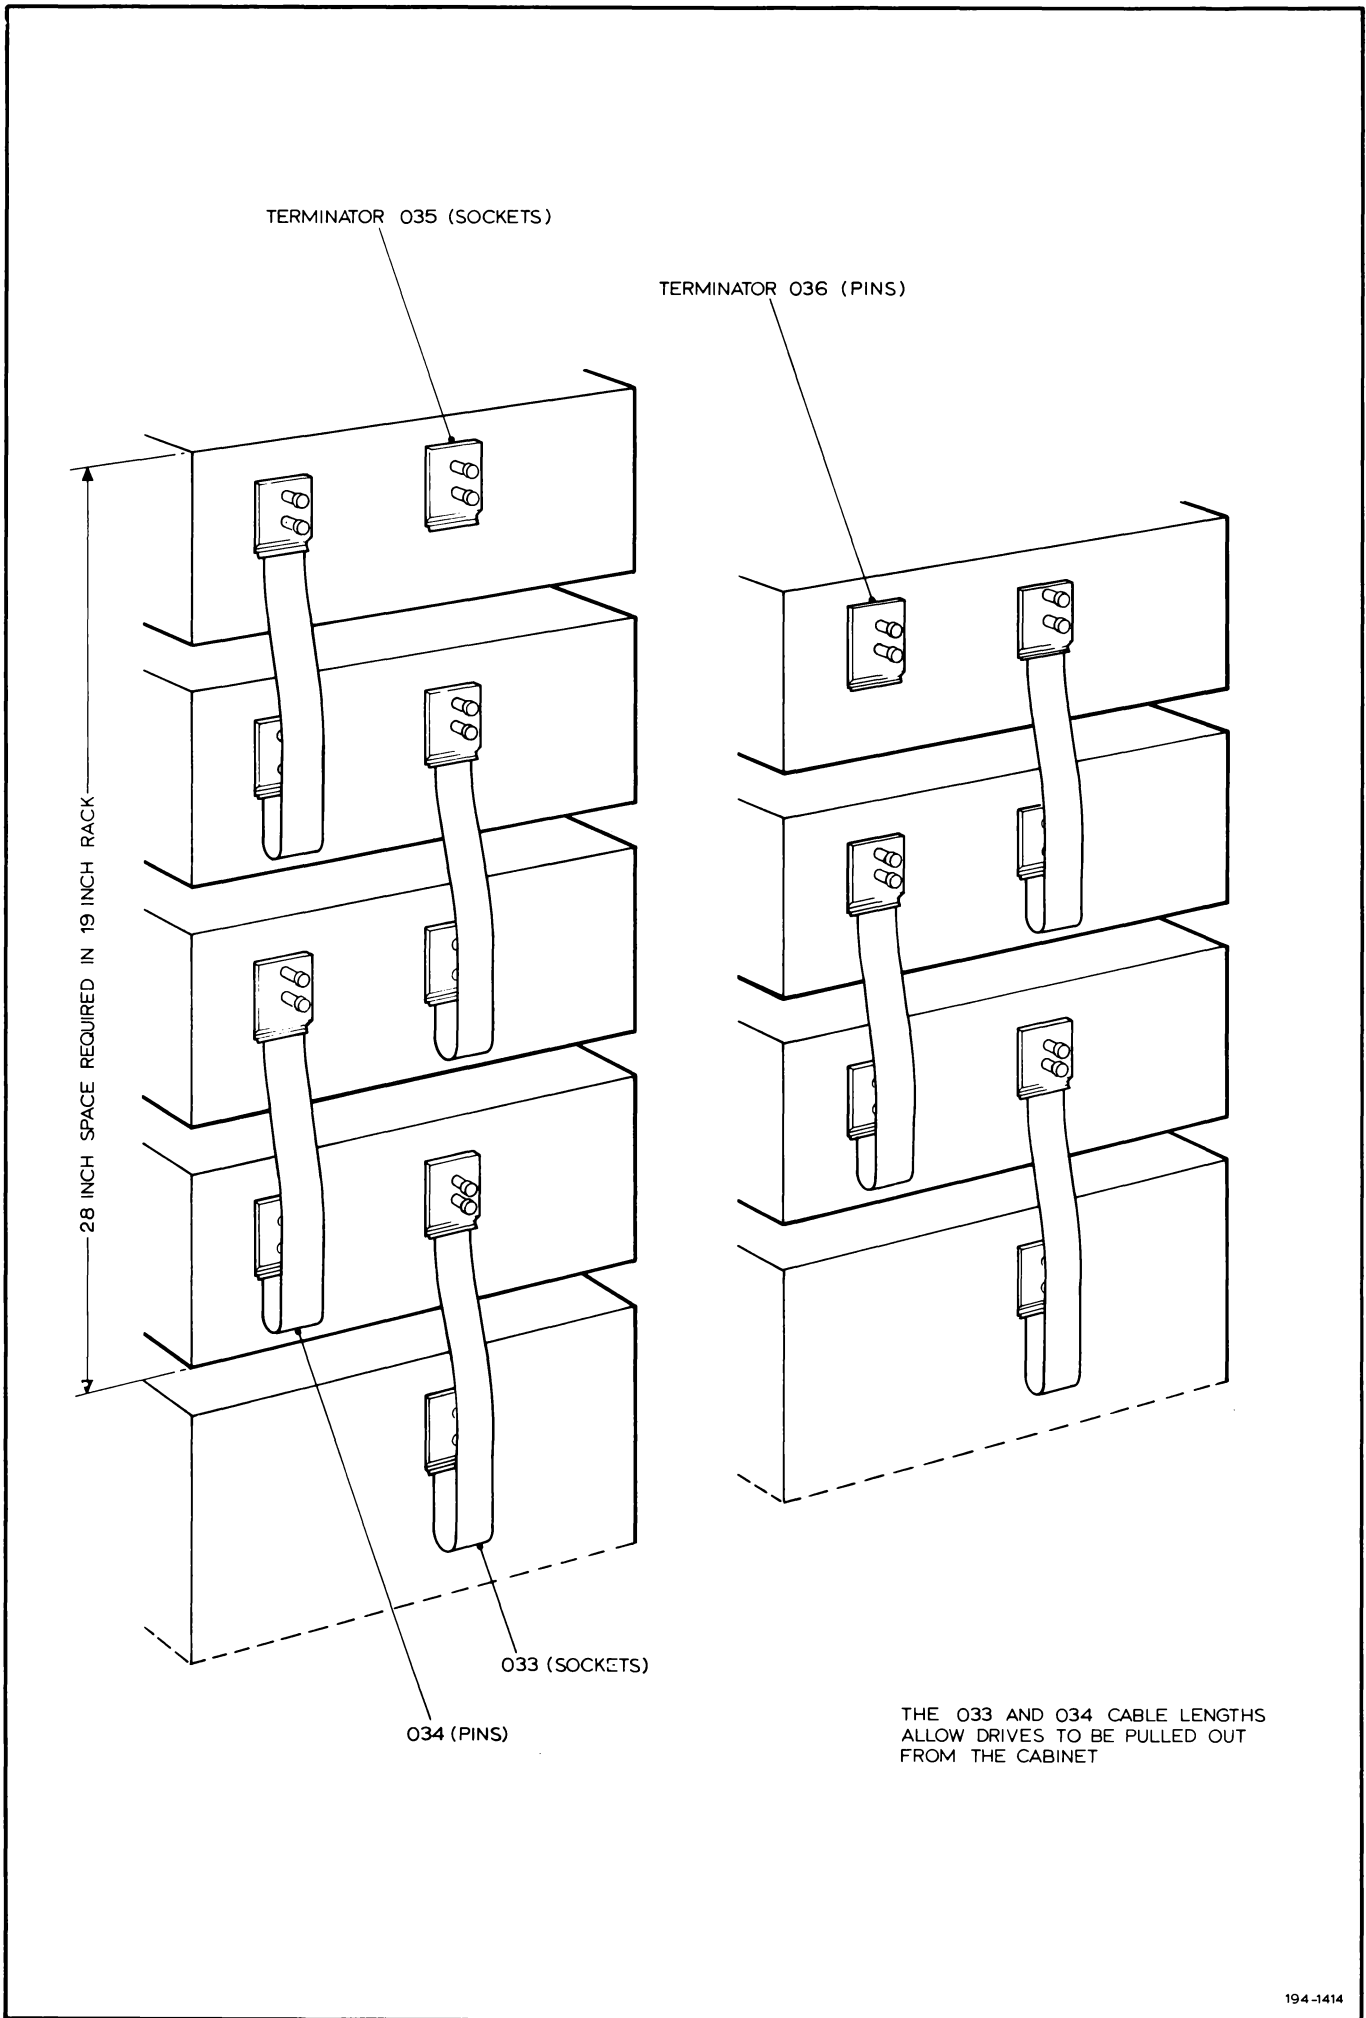 TERMINATOR 035 (SOCKETS)
TERMINATOR 036 (PINS)
28 INCH SPACE REQUIRED IN 19 INCH RACK
033 (SOCKETS)
034 (PINS)
THE 033 AND 034 CABLE LENGTHS
ALLOW DRIVES TO BE PULLED OUT
FROM THE CABINET
194-1414